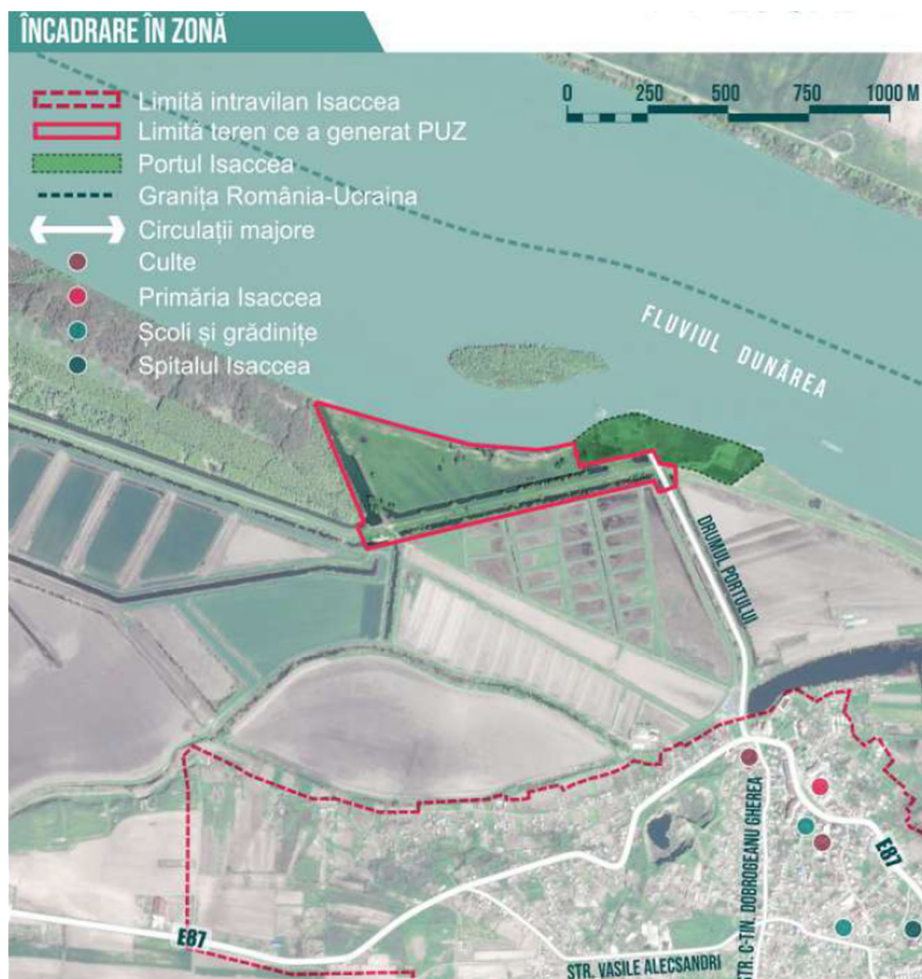 ÎNCADRARE ÎN ZONĂ
Limită intravilan Isaccea
Limită teren ce a generat PUZ
Portul Isaccea
Granița România-Ucraina
Circulații majore
Culte
Primăria Isaccea
Școli și grădinițe
Spitalul Isaccea
0 250 500 750 1000 M
FLUVIUL DUNĂREA
DRUMUL PORTULUI
E87
E87
STR. C-TIN. DOBROGEANU GHEREA
STR. VASILE ALECSANDRI